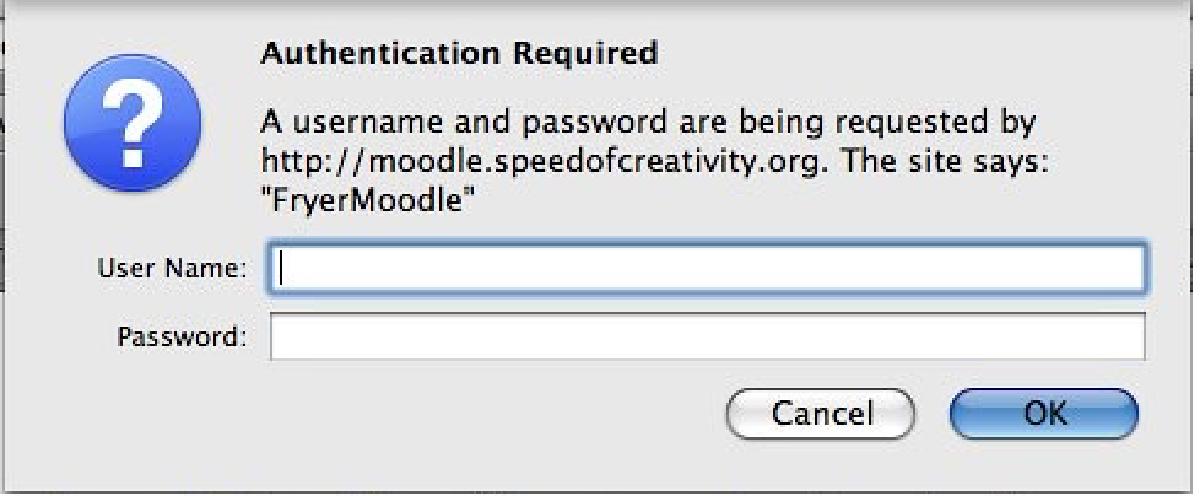 Authentication Required
A username and password are being requested by
http://moodle.speedofcreativity.org. The site says:
"FryerMoodle"
User Name:
Password:
Cancel OK